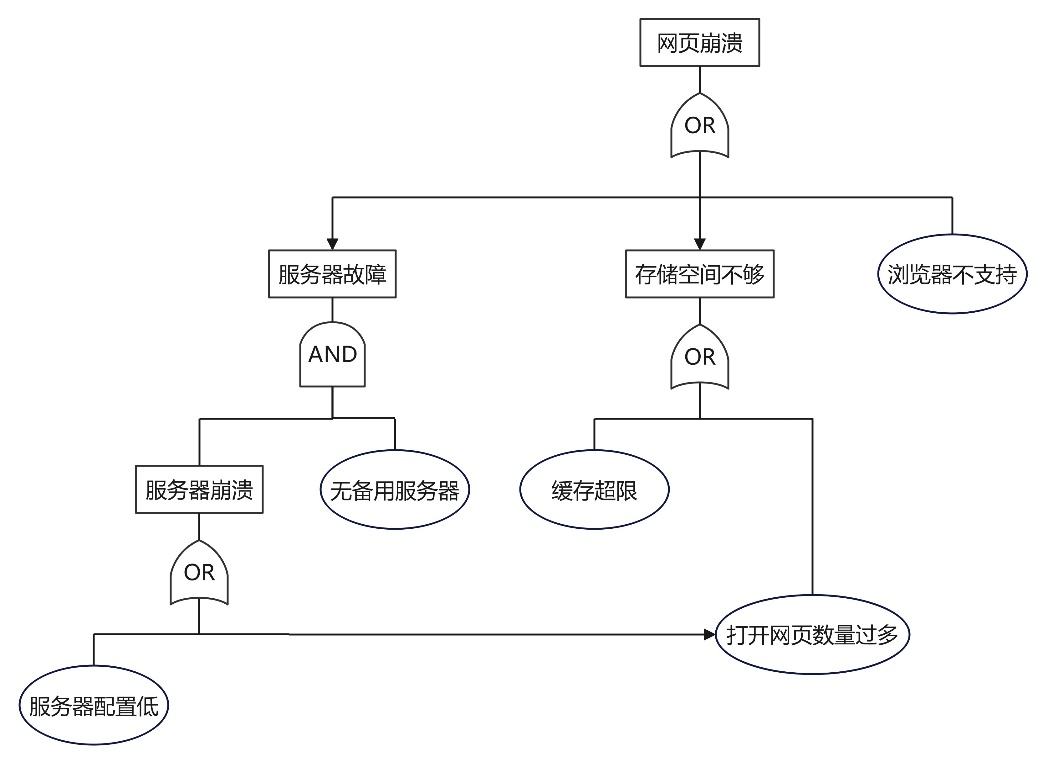 网页崩溃
OR
服务器故障
存储空间不够
浏览器不支持
AND
OR
服务器崩溃
无备用服务器
缓存超限
OR
打开网页数量过多
服务器配置低